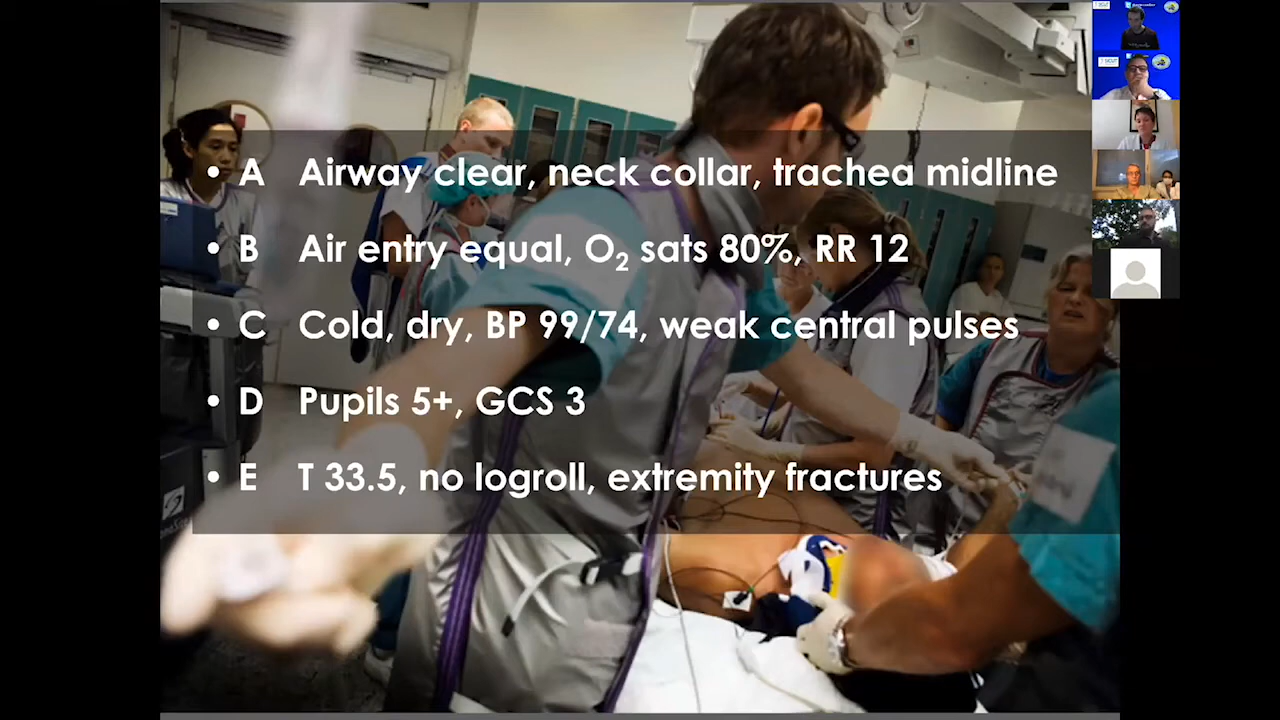 • A Airway clear, neck collar, trachea midline
• B Air entry equal, O₂ sats 80%, RR 12
• C Cold, dry, BP 99/74, weak central pulses
• D Pupils 5+, GCS 3
• E T 33.5, no logroll, extremity fractures